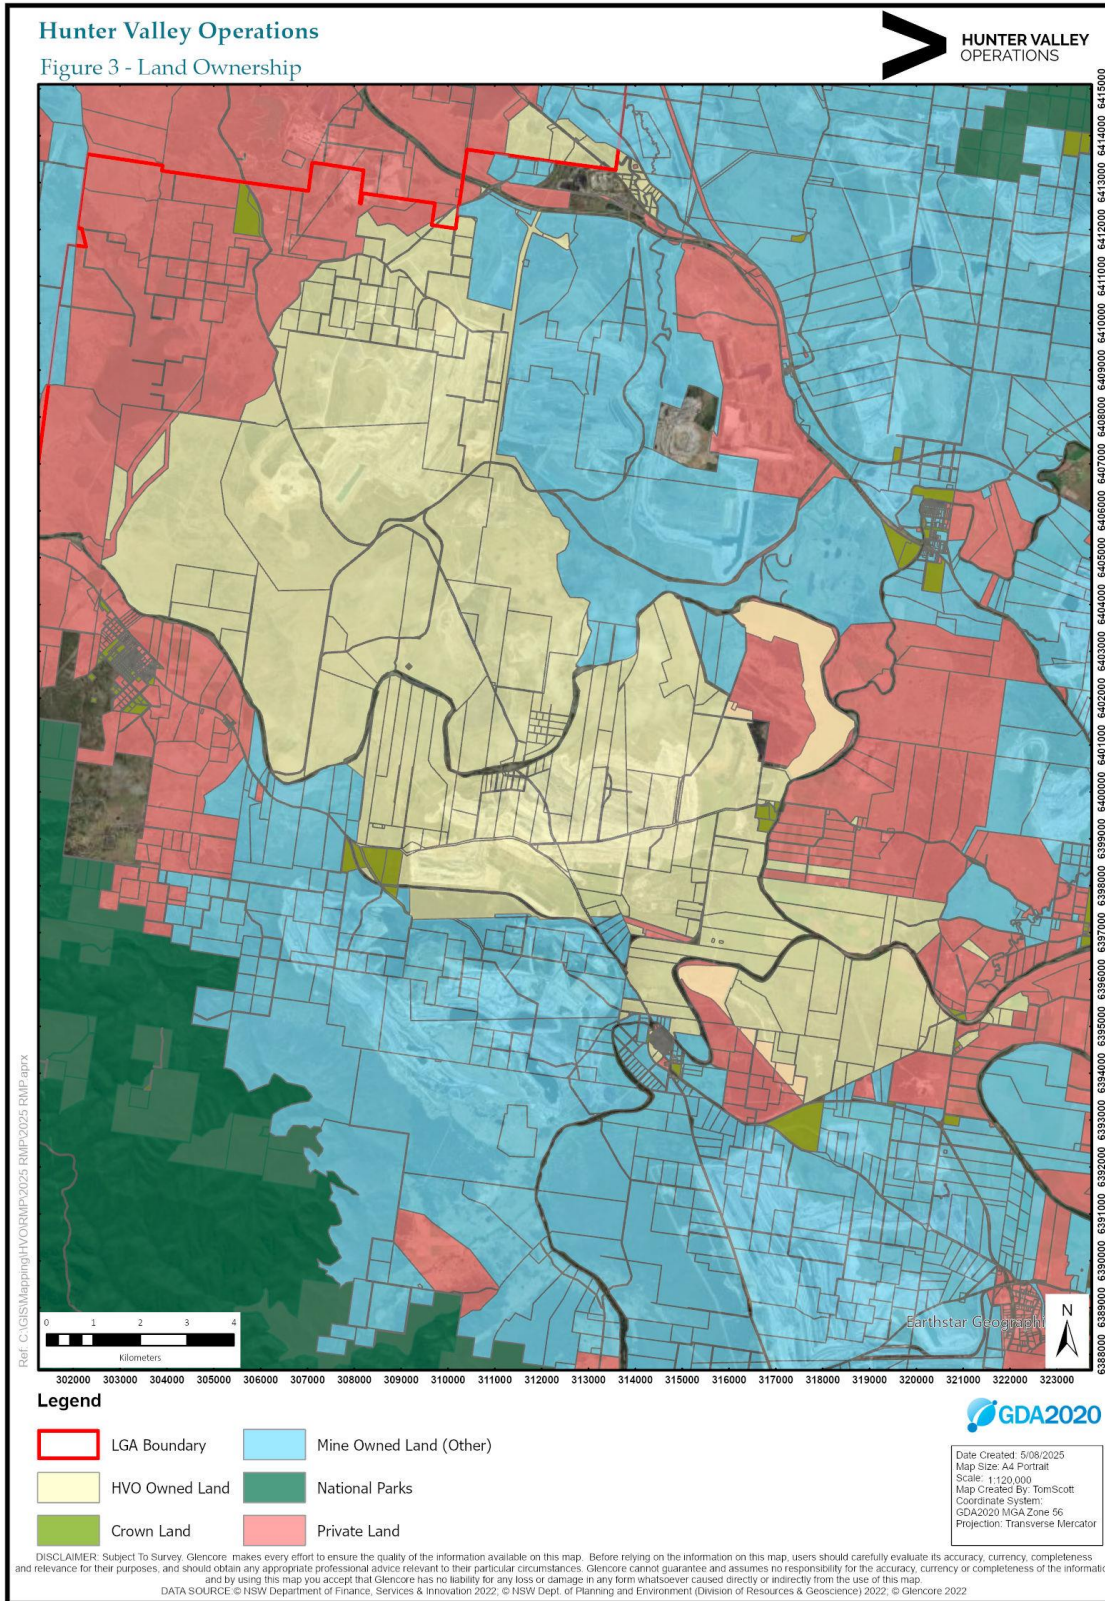 Hunter Valley Operations
Figure 3 - Land Ownership
HUNTER VALLEY
OPERATIONS
6415000
6414000
6413000
6412000
6411000
6410000
6409000
6408000
6407000
6406000
6405000
6404000
6403000
6402000
6401000
6400000
6399000
6398000
6397000
6396000
6395000
6394000
6393000
6392000
6391000
6390000
6389000
6388000
Ref: C:\GIS\Mapping\HVO\RMP\2025 RMP\2025 RMP.aprx
0 1 2 3 4
Kilometers
Earthstar Geographi
N
302000 303000 304000 305000 306000 307000 308000 309000 310000 311000 312000 313000 314000 315000 316000 317000 318000 319000 320000 321000 322000 323000
Legend
LGA Boundary
Mine Owned Land (Other)
HVO Owned Land
National Parks
Crown Land
Private Land
GDA2020
Date Created: 5/08/2025
Map Size: A4 Portrait
Scale: 1:120,000
Map Created By: TomScott
Coordinate System:
GDA2020 MGA Zone 56
Projection: Transverse Mercator
DISCLAIMER: Subject To Survey. Glencore makes every effort to ensure the quality of the information available on this map. Before relying on the information on this map, users should carefully evaluate its accuracy, currency, completeness
and relevance for their purposes, and should obtain any appropriate professional advice relevant to their particular circumstances. Glencore cannot guarantee and assumes no responsibility for the accuracy, currency or completeness of the informatio
and by using this map you accept that Glencore has no liability for any loss or damage in any form whatsoever caused directly or indirectly from the use of this map.
DATA SOURCE © NSW Department of Finance, Services & Innovation 2022; © NSW Dept. of Planning and Environment (Division of Resources & Geoscience) 2022; © Glencore 2022